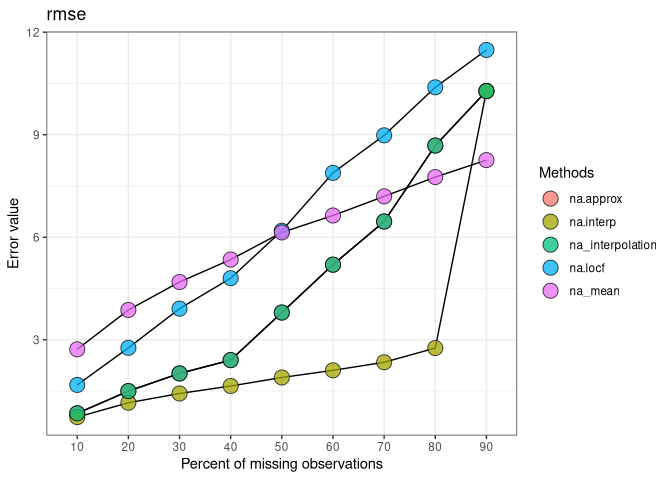 rmse
12
9
6
3
Error value
10 20 30 40 50 60 70 80 90
Percent of missing observations
Methods
na.approx
na.interp
na_interpolation
na.locf
na_mean